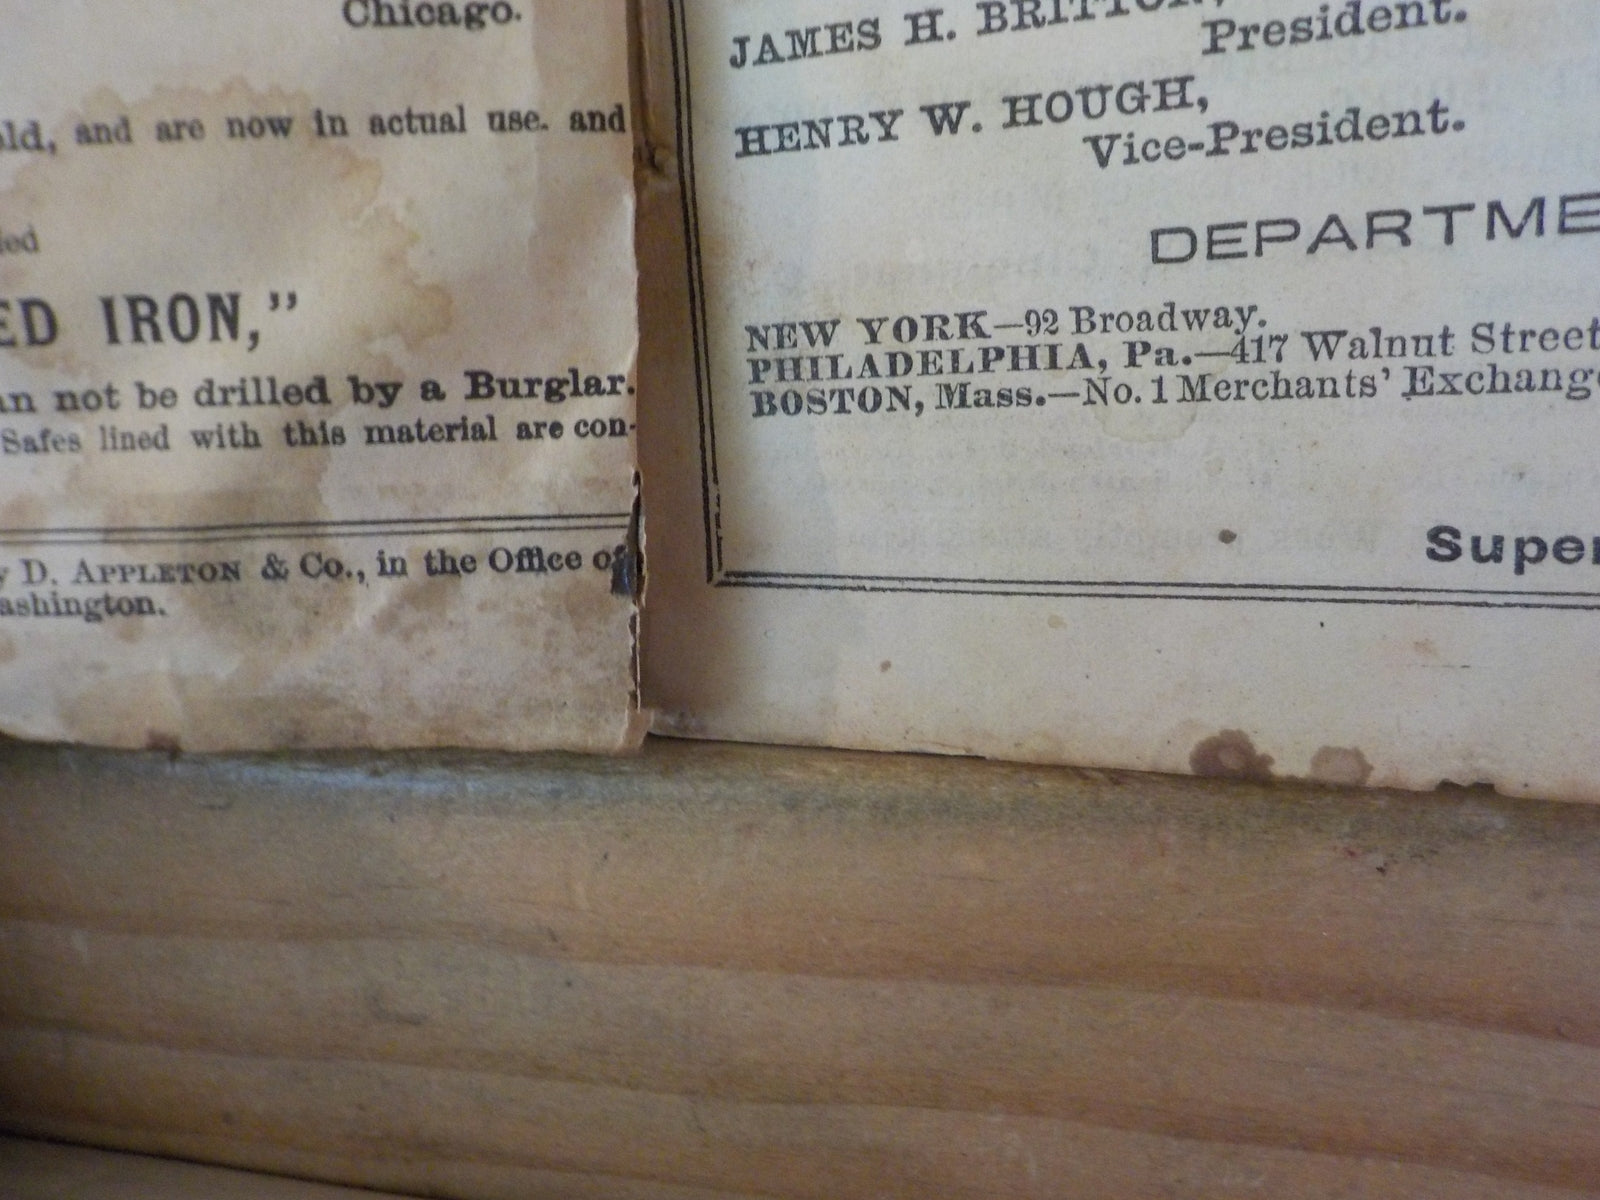 Chicago.
ld, and are now in actual use. and
ed
ED IRON,"
an not be drilled by a Burglar.
Safes lined with this material are con-
y D. APPLETON & Co., in the Office of
ashington.
JAMES H. BRITTON,
President.
HENRY W. HOUGH,
Vice-President.
DEPARTME
NEW YORK—92 Broadway.
PHILADELPHIA, Pa.—417 Walnut Street
BOSTON, Mass.—No. 1 Merchants' Exchange
Super